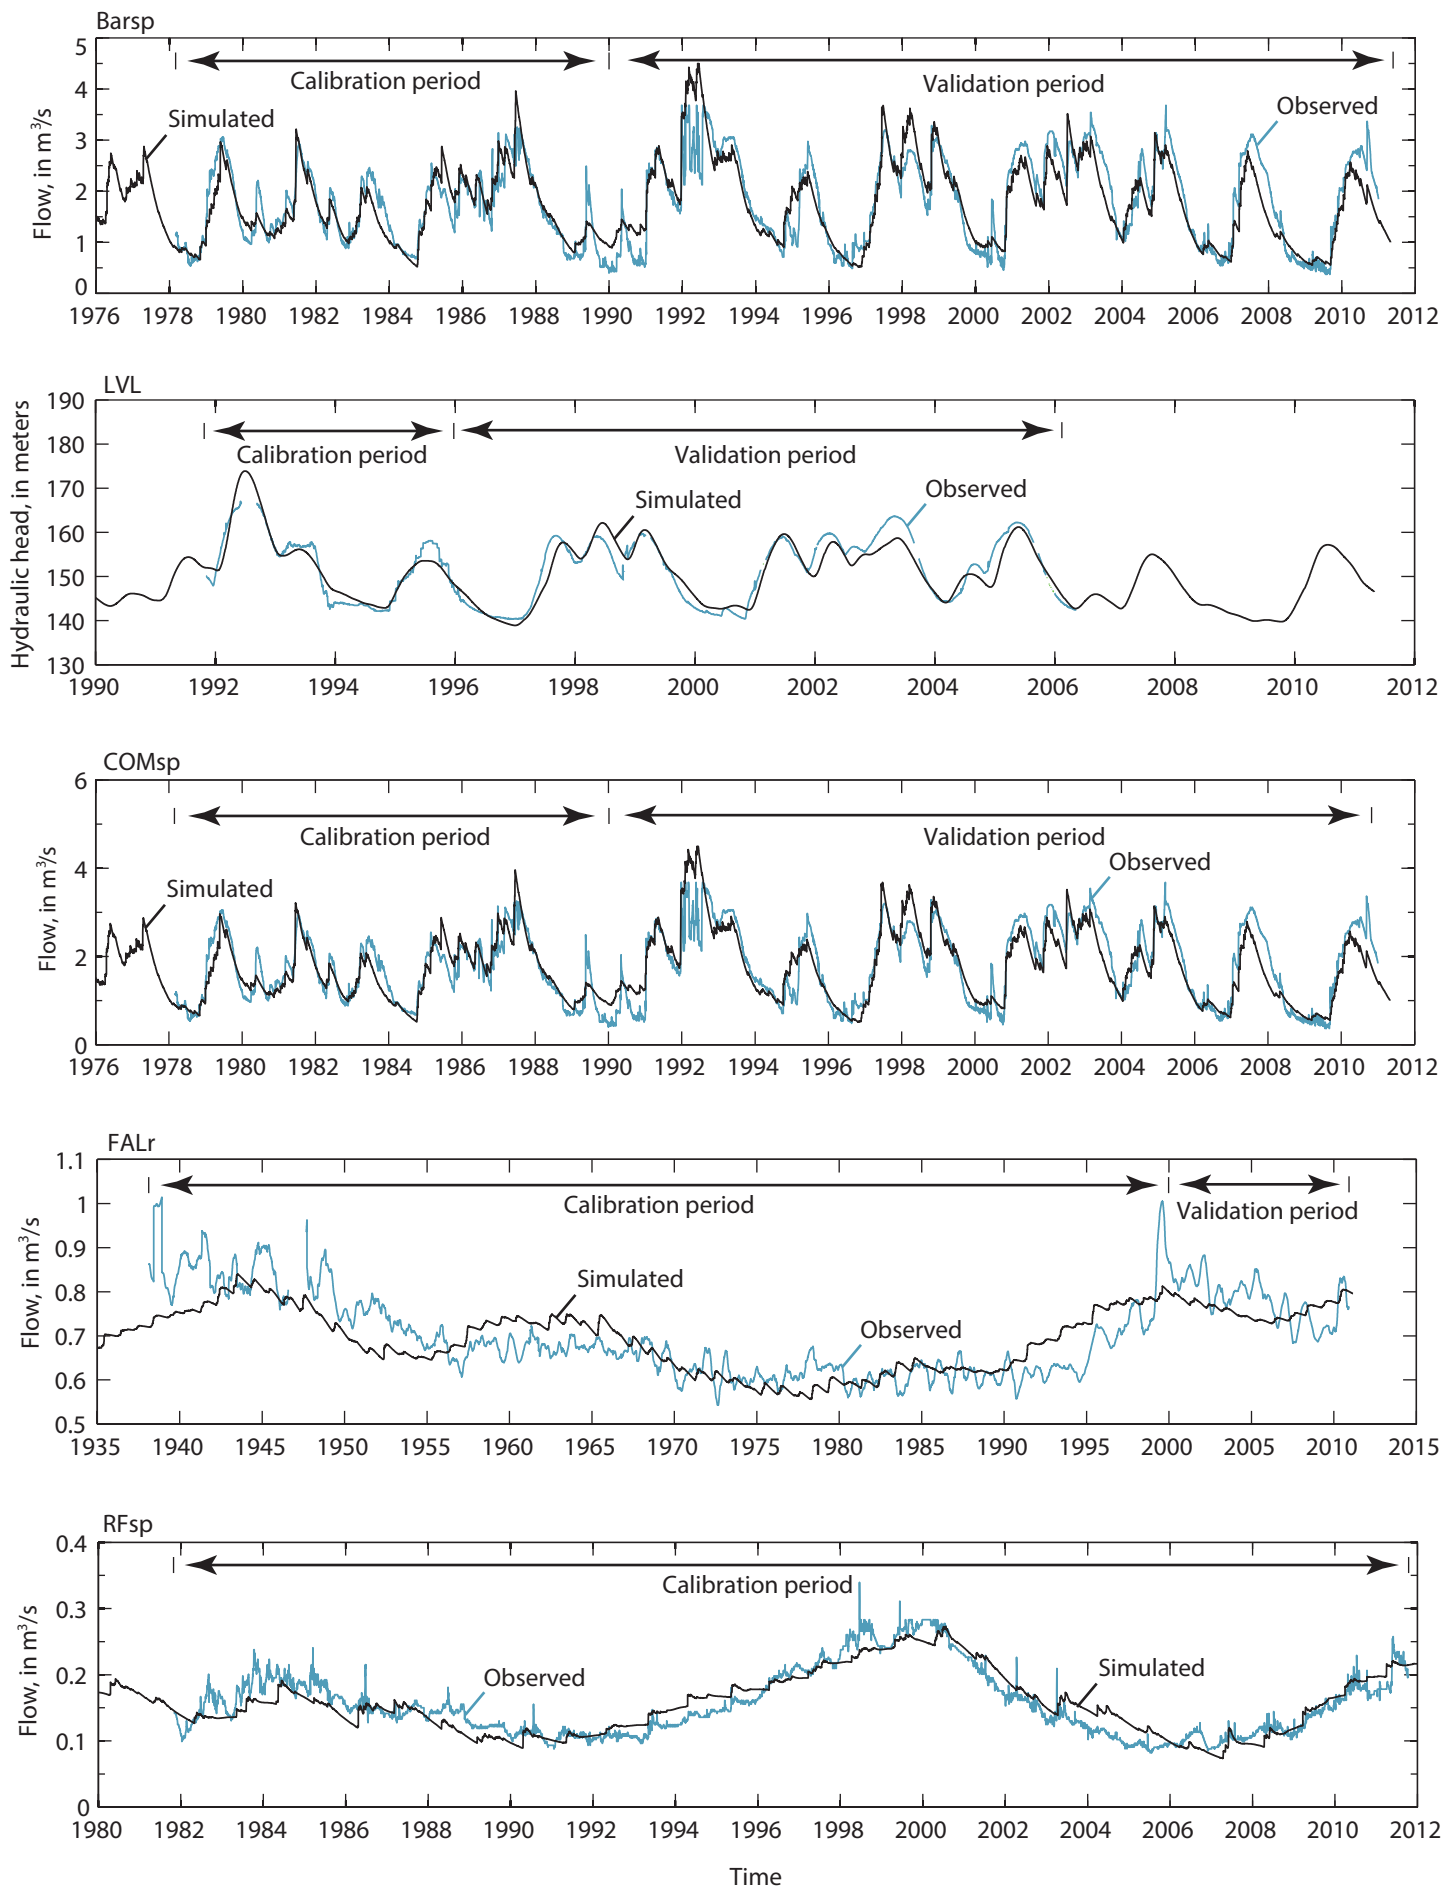 Barsp
5
4
3
2
1
0
Flow, in m³/s
Calibration period
Validation period
Simulated
Observed
1976 1978 1980 1982 1984 1986 1988 1990 1992 1994 1996 1998 2000 2002 2004 2006 2008 2010 2012
LVL
190
180
170
160
150
140
130
Hydraulic head, in meters
Calibration period
Validation period
Simulated
Observed
1990 1992 1994 1996 1998 2000 2002 2004 2006 2008 2010 2012
COMsp
6
4
2
0
Flow, in m³/s
Calibration period
Validation period
Simulated
Observed
1976 1978 1980 1982 1984 1986 1988 1990 1992 1994 1996 1998 2000 2002 2004 2006 2008 2010 2012
FALr
1.1
1
0.9
0.8
0.7
0.6
0.5
Flow, in m³/s
Calibration period
Validation period
Simulated
Observed
1935 1940 1945 1950 1955 1960 1965 1970 1975 1980 1985 1990 1995 2000 2005 2010 2015
RFsp
0.4
0.3
0.2
0.1
0
Flow, in m³/s
Calibration period
Observed
Simulated
1980 1982 1984 1986 1988 1990 1992 1994 1996 1998 2000 2002 2004 2006 2008 2010 2012
Time